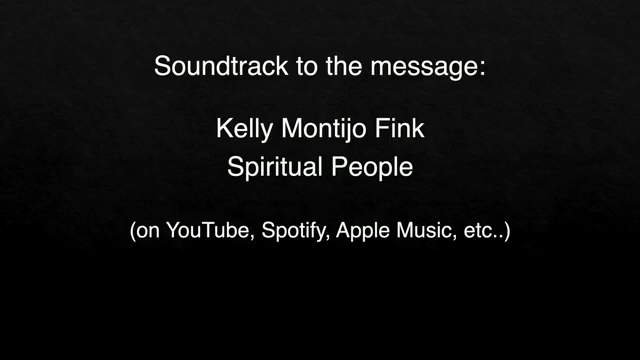 Soundtrack to the message:
Kelly Montijo Fink
Spiritual People
(on YouTube, Spotify, Apple Music, etc..)